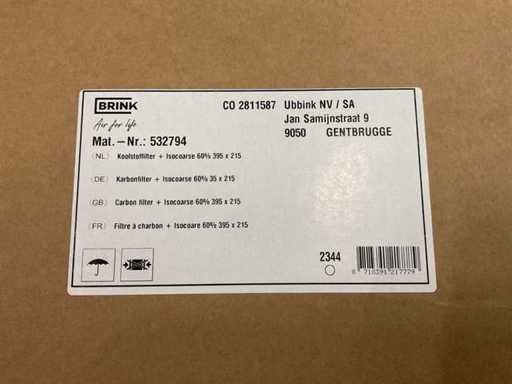 BRINK
Air for life
CO 2811587 Ubbink NV / SA
Jan Samijnstraat 9
9050 GENTBRUGGE
Mat.-Nr.: 532794
(NL) Koolstoffilter + Isocoarse 60% 395 x 215
(DE) Karbonfilter + Isocoarse 60% 35 x 215
(GB) Carbon filter + Isocoarse 60% 395 x 215
(FR) Filtre à charbon + Isocoarse 60% 395 x 215
2344
8 710391 217779